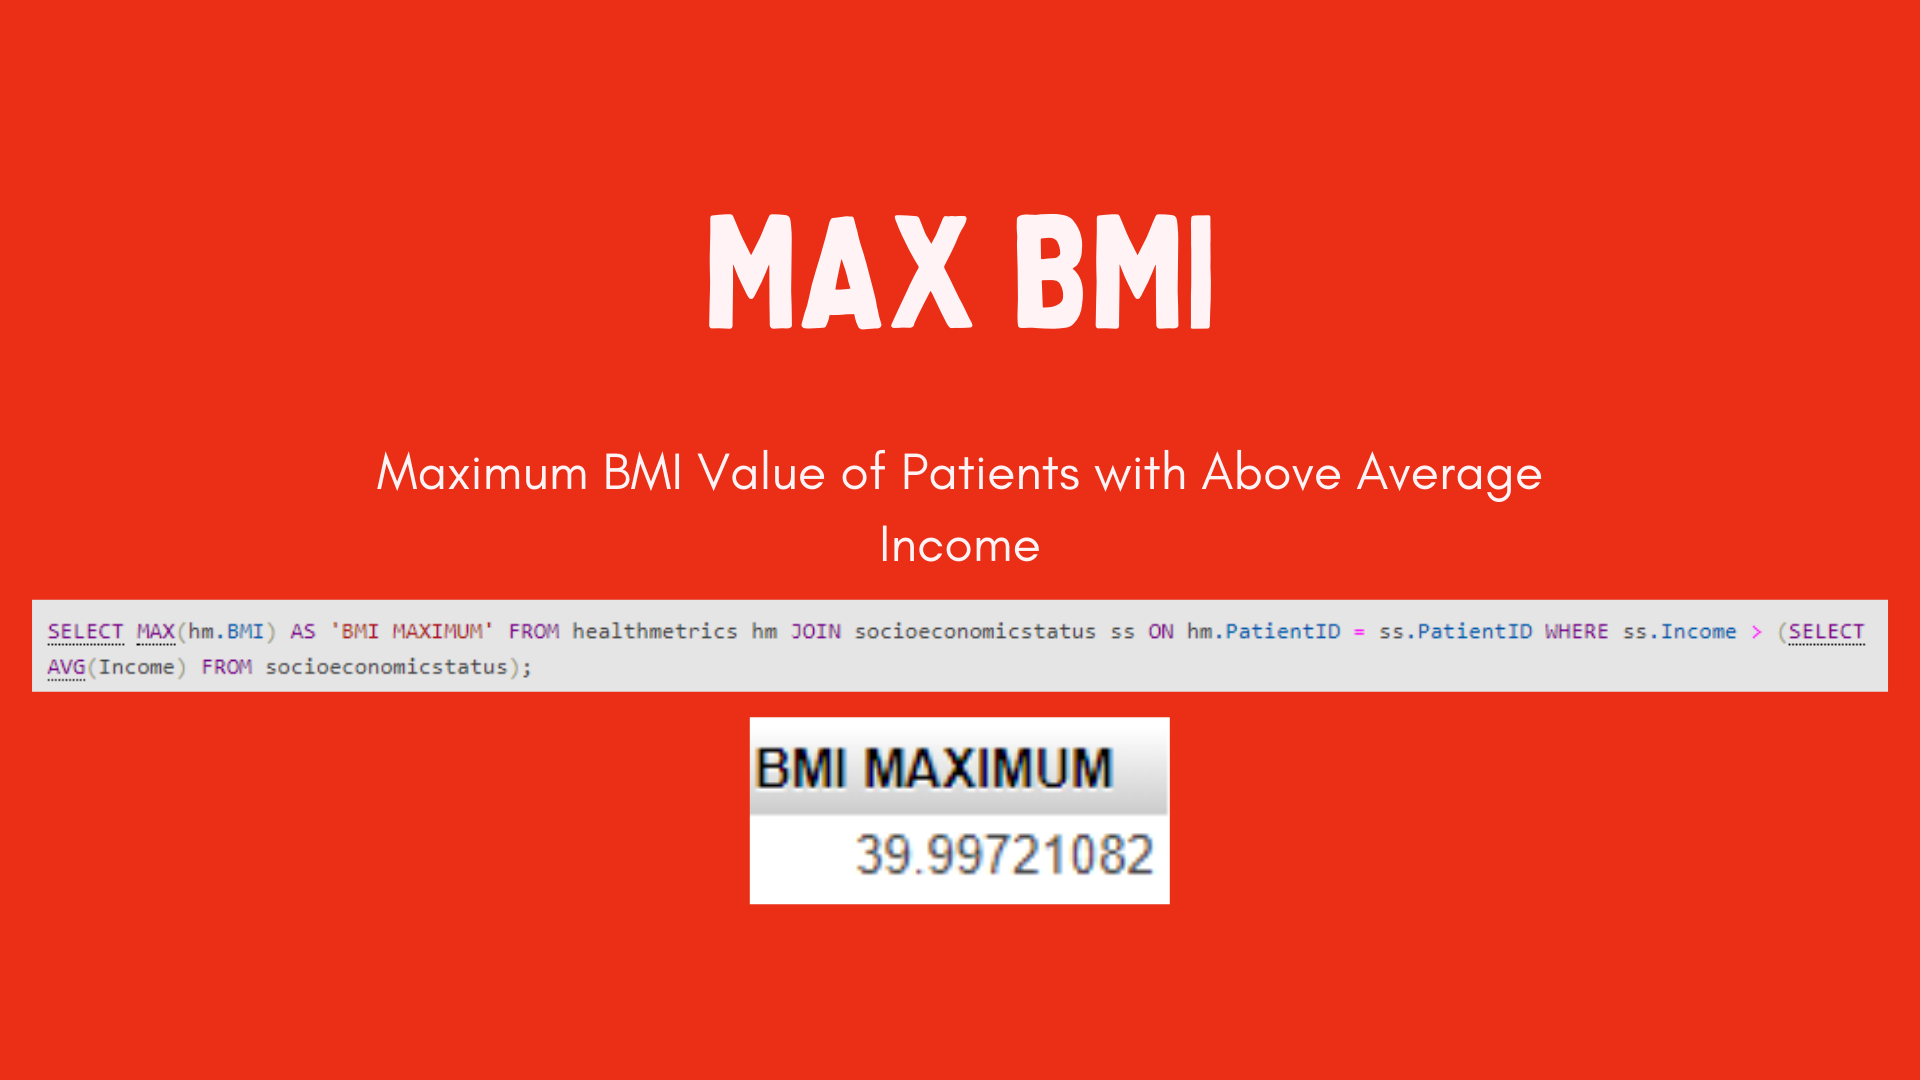 MAX BMI
Maximum BMI Value of Patients with Above Average
Income
SELECT MAX(hm.BMI) AS 'BMI MAXIMUM' FROM healthmetrics hm JOIN socioeconomicstatus ss ON hm.PatientID = ss.PatientID WHERE ss.Income > (SELECT
AVG(Income) FROM socioeconomicstatus);
BMI MAXIMUM
39.99721082